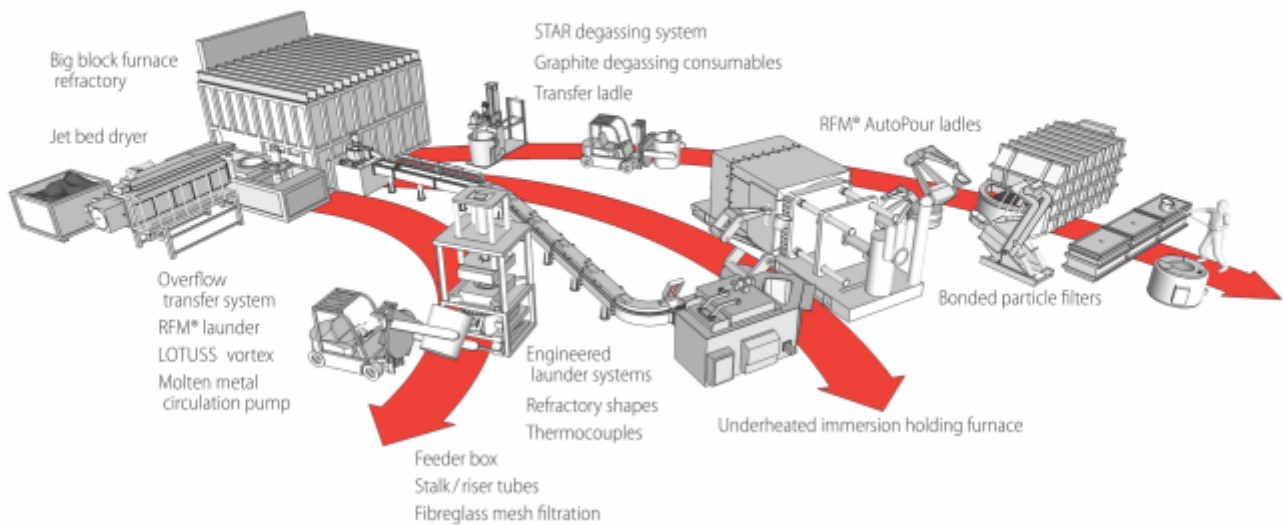 Big block furnace
refractory
Jet bed dryer
STAR degassing system
Graphite degassing consumables
Transfer ladle
RFM® AutoPour ladles
Overflow
transfer system
RFM® launder
LOTUSS vortex
Molten metal
circulation pump
Engineered
launder systems
Refractory shapes
Thermocouples
Bonded particle filters
Underheated immersion holding furnace
Feeder box
Stalk / riser tubes
Fibreglass mesh filtration